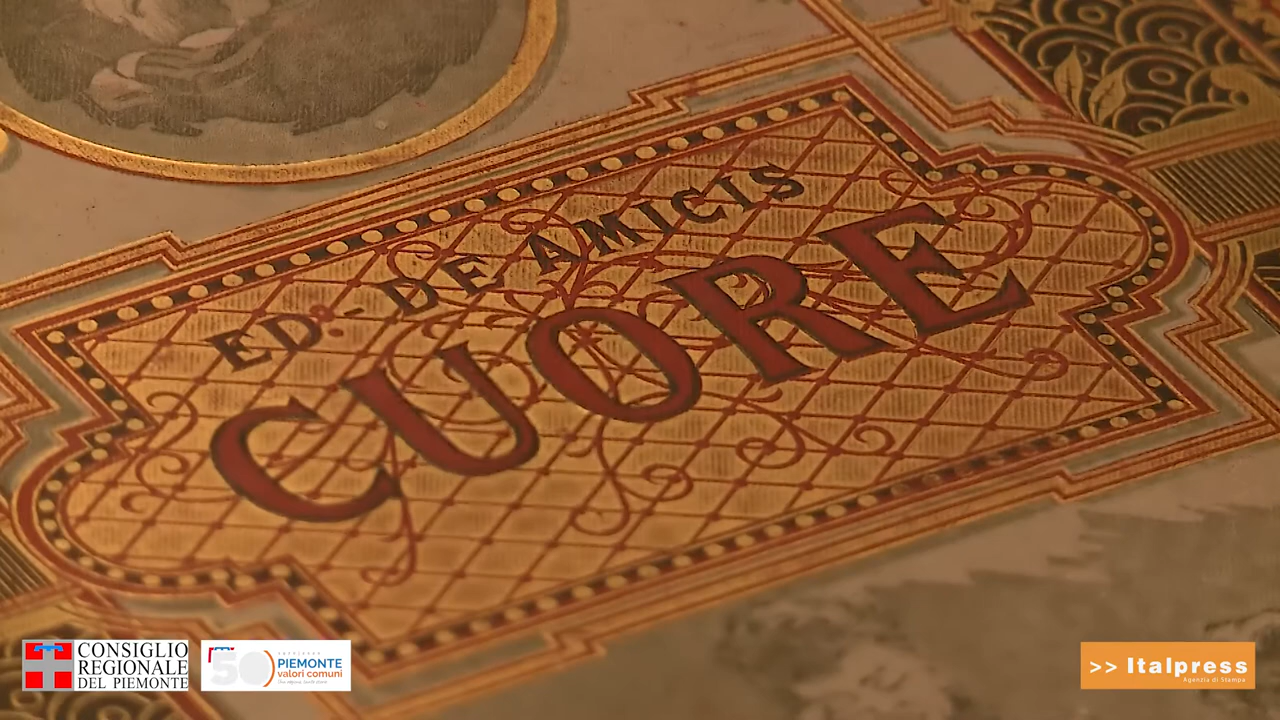 ED. - DE AMICIS
CUORE
CONSIGLIO
REGIONALE
DEL PIEMONTE
50
PIEMONTE
valori comuni
>> Italpress
Agenzia di Stampa